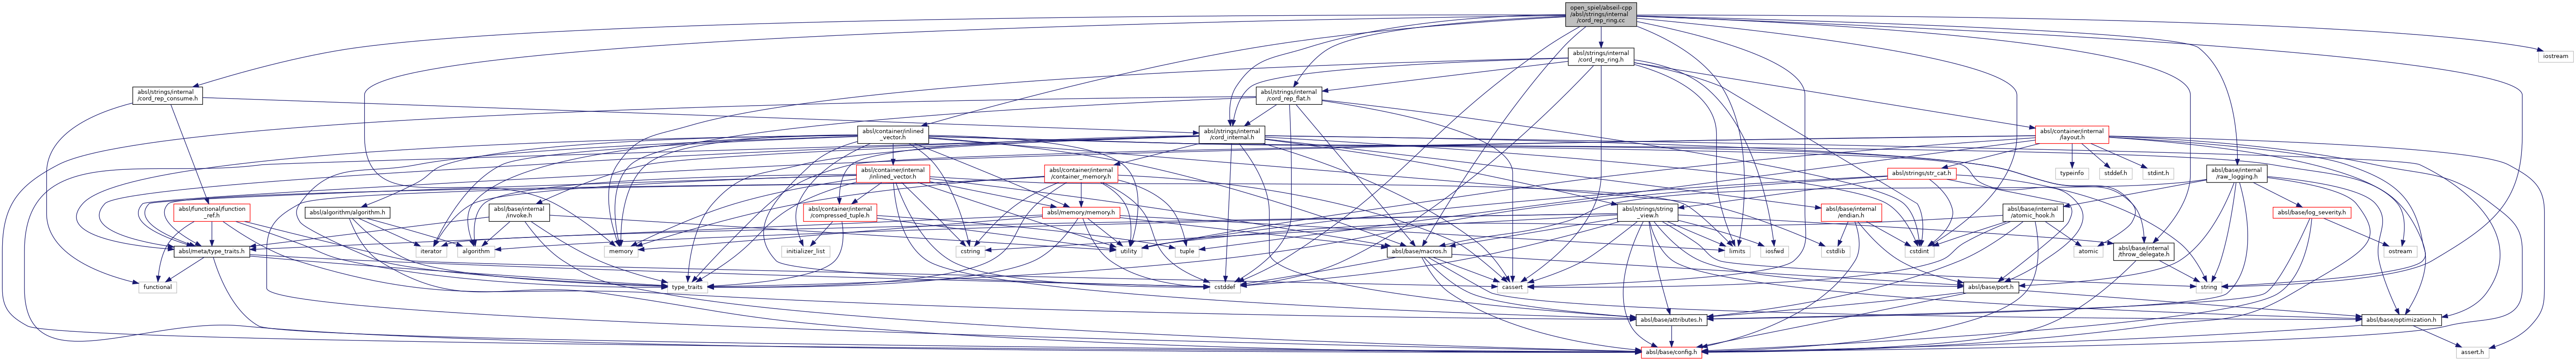 open_spiel/abseil-cpp
/absl/strings/internal
/cord_rep_ring.cc
absl/strings/internal
/cord_rep_ring.h
iostream
absl/strings/internal
/cord_rep_consume.h
absl/strings/internal
/cord_rep_flat.h
absl/container/inlined
_vector.h
absl/strings/internal
/cord_internal.h
absl/container/internal
/layout.h
absl/container/internal
/inlined_vector.h
absl/container/internal
/container_memory.h
absl/strings/str_cat.h
typeinfo
stddef.h
stdint.h
absl/base/internal
/raw_logging.h
absl/functional/function
_ref.h
absl/algorithm/algorithm.h
absl/base/internal
/invoke.h
absl/container/internal
/compressed_tuple.h
absl/memory/memory.h
absl/strings/string
_view.h
absl/base/internal
/endian.h
absl/base/internal
/atomic_hook.h
absl/base/log_severity.h
absl/meta/type_traits.h
iterator
algorithm
memory
initializer_list
cstring
utility
tuple
absl/base/macros.h
limits
iosfwd
cstdlib
cstdint
atomic
absl/base/internal
/throw_delegate.h
ostream
functional
type_traits
cstddef
cassert
absl/base/port.h
string
absl/base/attributes.h
absl/base/optimization.h
absl/base/config.h
assert.h